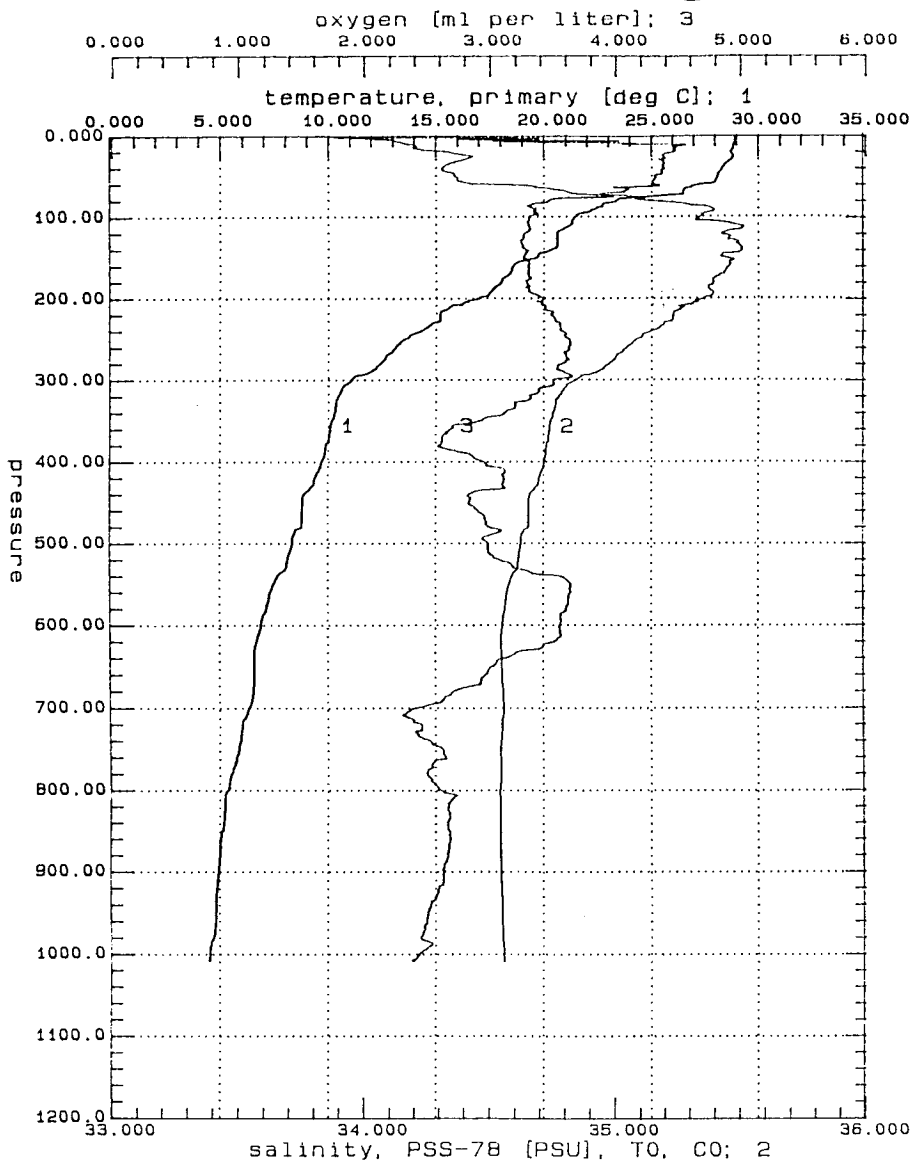 oxygen [ml per liter]; 3
0.000 1.000 2.000 3.000 4.000 5.000 6.000
temperature, primary [deg C]; 1
0.000 5.000 10.000 15.000 20.000 25.000 30.000 35.000
0.000
100.00
200.00
300.00
1 3 2
400.00
pressure
500.00
600.00
700.00
800.00
900.00
1000.0
1100.0
1200.0
33.000 34.000 35.000 36.000
salinity, PSS-78 [PSU], T0, C0; 2